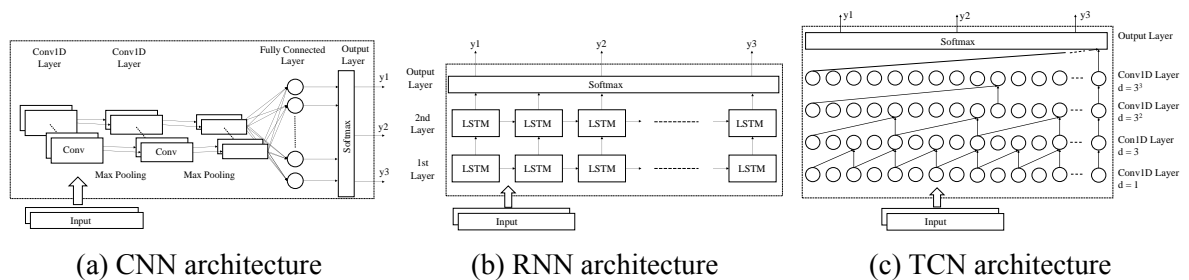 Conv1D
Layer
Conv1D
Layer
Fully Connected
Layer
Output
Layer
Conv
Conv
Max Pooling
Max Pooling
Softmax
y1
y2
y3
Input
(a) CNN architecture
y1
y2
y3
Output
Layer
Softmax
2nd
Layer
LSTM
LSTM
LSTM
LSTM
1st
Layer
LSTM
LSTM
LSTM
LSTM
Input
(b) RNN architecture
y1
y2
y3
Output Layer
Softmax
Conv1D Layer
d = 3³
Conv1D Layer
d = 3²
Con1D Layer
d = 3
Conv1D Layer
d = 1
Input
(c) TCN architecture